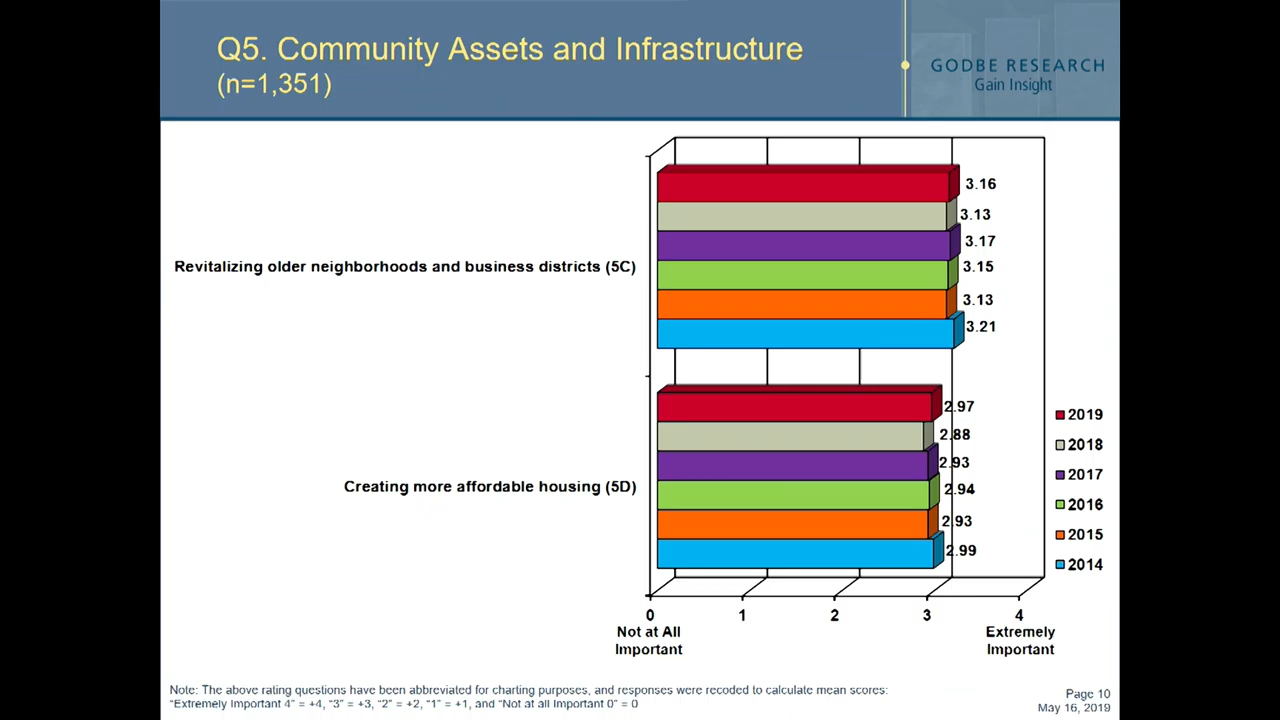 Q5. Community Assets and Infrastructure
(n=1,351)
GODBE RESEARCH
Gain Insight
3.16
3.13
3.17
Revitalizing older neighborhoods and business districts (5C)
3.15
3.13
3.21
2.97
2.88
2.93
Creating more affordable housing (5D)
2.94
2.93
2.99
2019
2018
2017
2016
2015
2014
0 1 2 3 4
Not at All Important
Extremely Important
Note: The above rating questions have been abbreviated for charting purposes, and responses were recoded to calculate mean scores:
“Extremely Important 4” = +4, “3” = +3, “2” = +2, “1” = +1, and “Not at all Important 0” = 0
Page 10
May 16, 2019